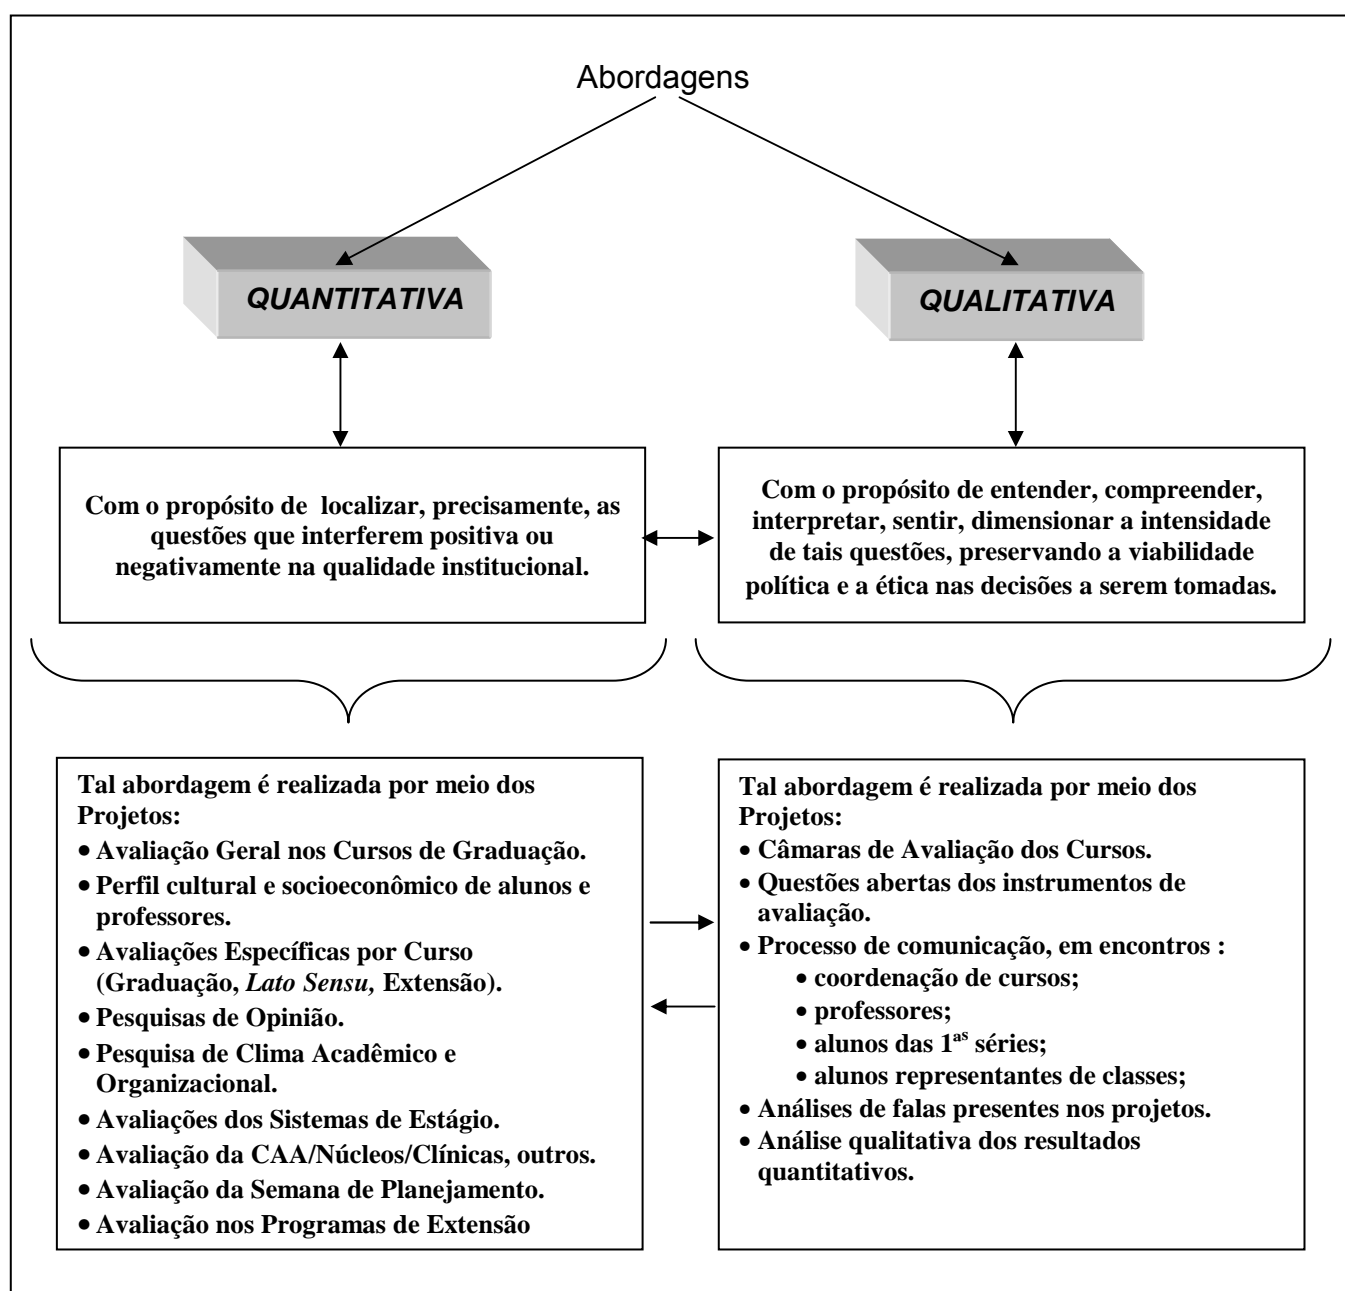 Abordagens
QUANTITATIVA
QUALITATIVA
Com o propósito de localizar, precisamente, as
questões que interferem positiva ou
negativamente na qualidade institucional.
Com o propósito de entender, compreender,
interpretar, sentir, dimensionar a intensidade
de tais questões, preservando a viabilidade
política e a ética nas decisões a serem tomadas.
Tal abordagem é realizada por meio dos
Projetos:
• Avaliação Geral nos Cursos de Graduação.
• Perfil cultural e socioeconômico de alunos e
professores.
• Avaliações Específicas por Curso
(Graduação, Lato Sensu, Extensão).
• Pesquisas de Opinião.
• Pesquisa de Clima Acadêmico e
Organizacional.
• Avaliações dos Sistemas de Estágio.
• Avaliação da CAA/Núcleos/Clínicas, outros.
• Avaliação da Semana de Planejamento.
• Avaliação nos Programas de Extensão
Tal abordagem é realizada por meio dos
Projetos:
• Câmaras de Avaliação dos Cursos.
• Questões abertas dos instrumentos de
avaliação.
• Processo de comunicação, em encontros :
• coordenação de cursos;
• professores;
• alunos das 1as séries;
• alunos representantes de classes;
• Análises de falas presentes nos projetos.
• Análise qualitativa dos resultados
quantitativos.